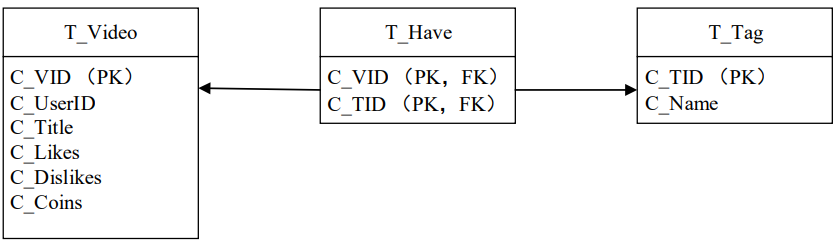 T_Video
C_VID （PK）
C_UserID
C_Title
C_Likes
C_Dislikes
C_Coins
T_Have
C_VID （PK，FK）
C_TID （PK，FK）
T_Tag
C_TID （PK）
C_Name